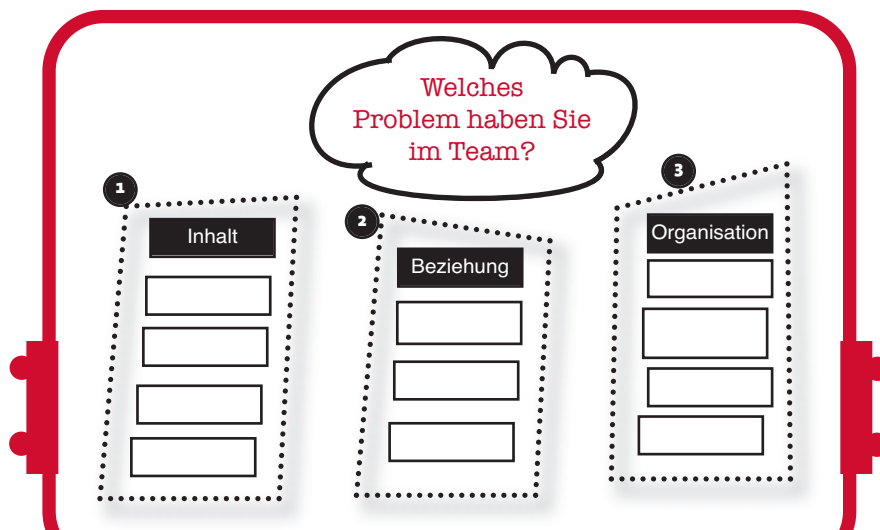 Welches
Problem haben Sie
im Team?
1
Inhalt
2
Beziehung
3
Organisation